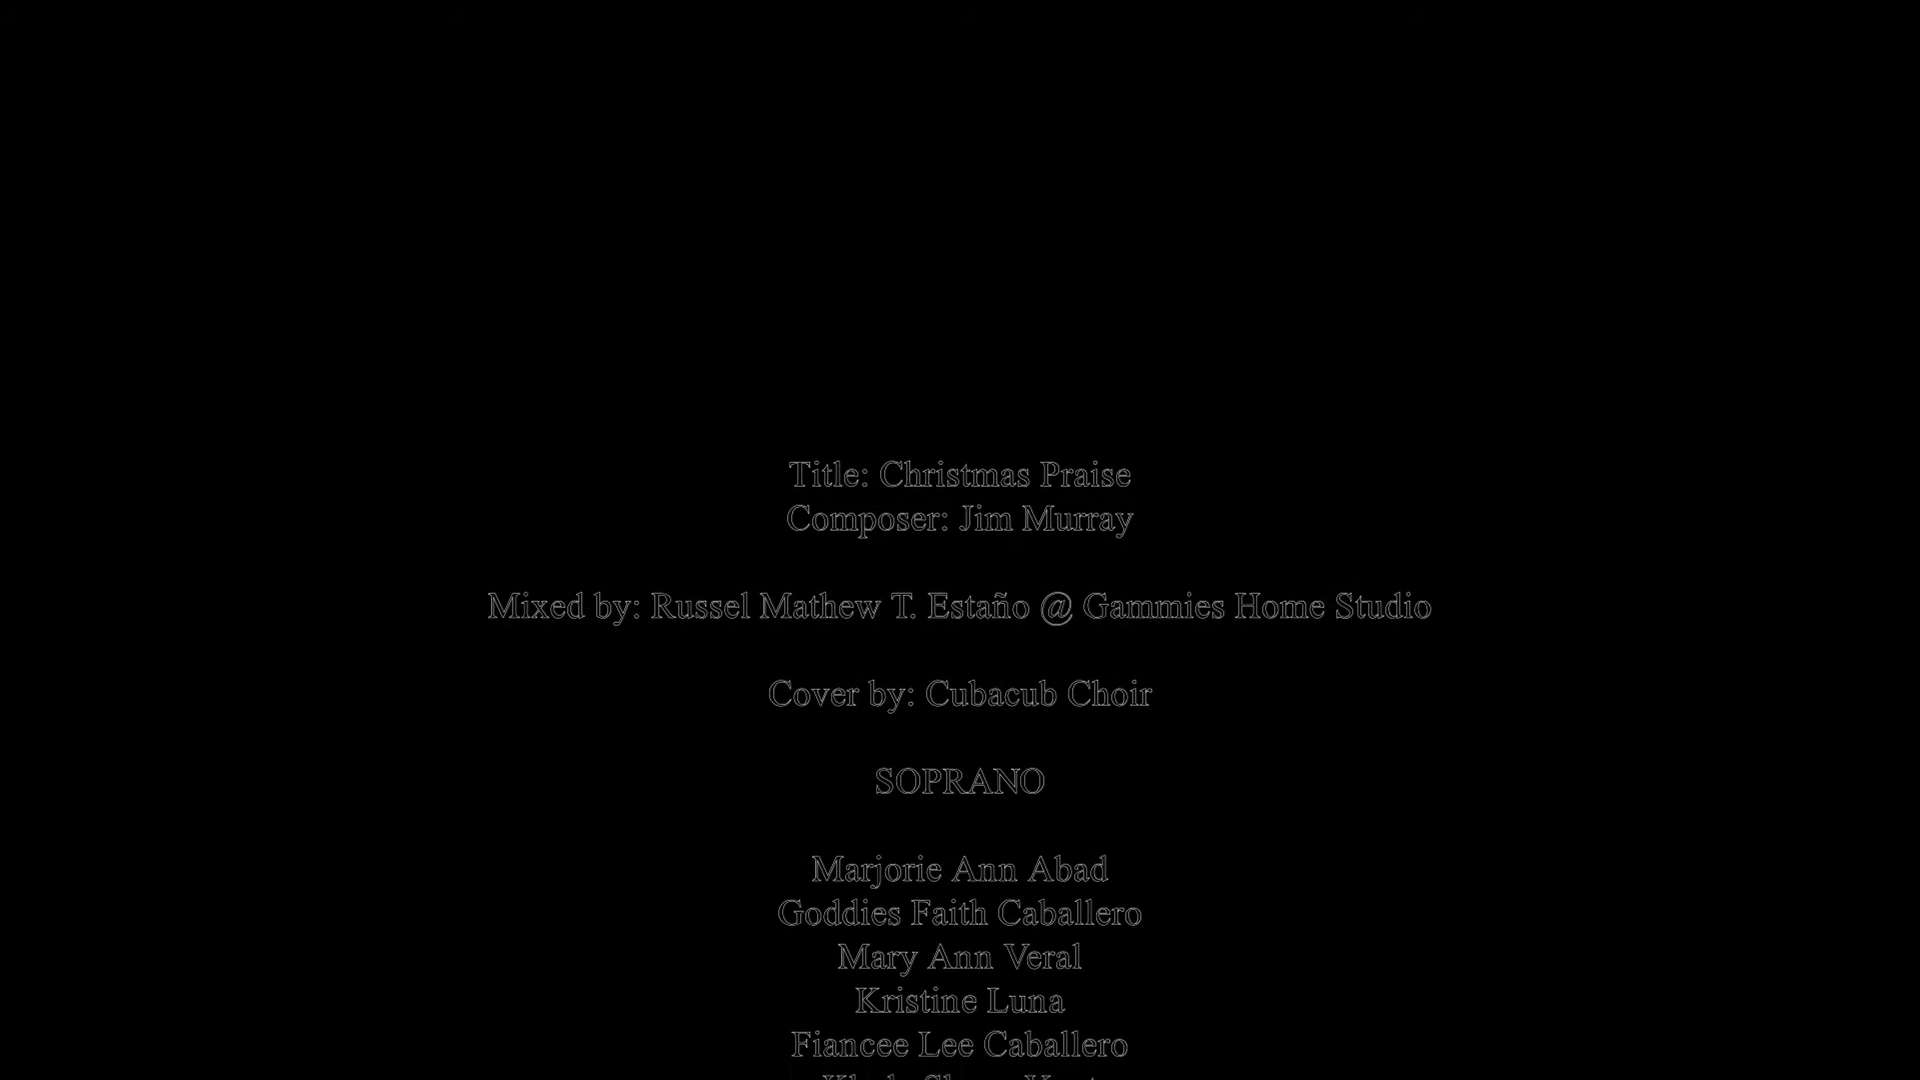 Title: Christmas Praise
Composer: Jim Murray
Mixed by: Russel Mathew T. Estaño @ Gammies Home Studio
Cover by: Cubacub Choir
SOPRANO
Marjorie Ann Abad
Goddies Faith Caballero
Mary Ann Veral
Kristine Luna
Fiancee Lee Caballero